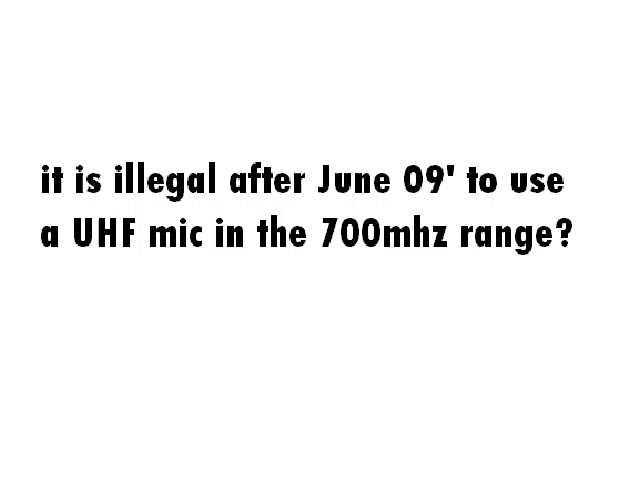 it is illegal after June 09' to use
a UHF mic in the 700mhz range?